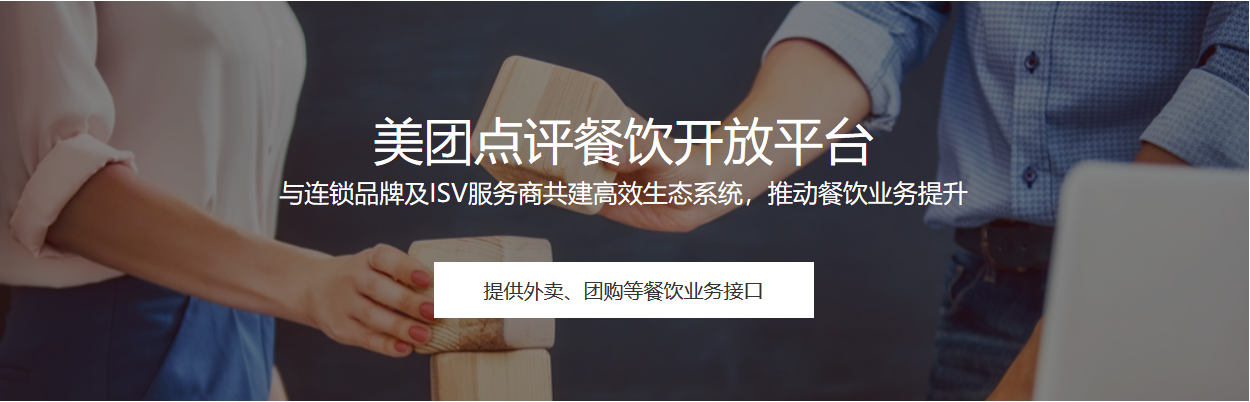 美团点评餐饮开放平台
与连锁品牌及ISV服务商共建高效生态系统，推动餐饮业务提升
提供外卖、团购等餐饮业务接口